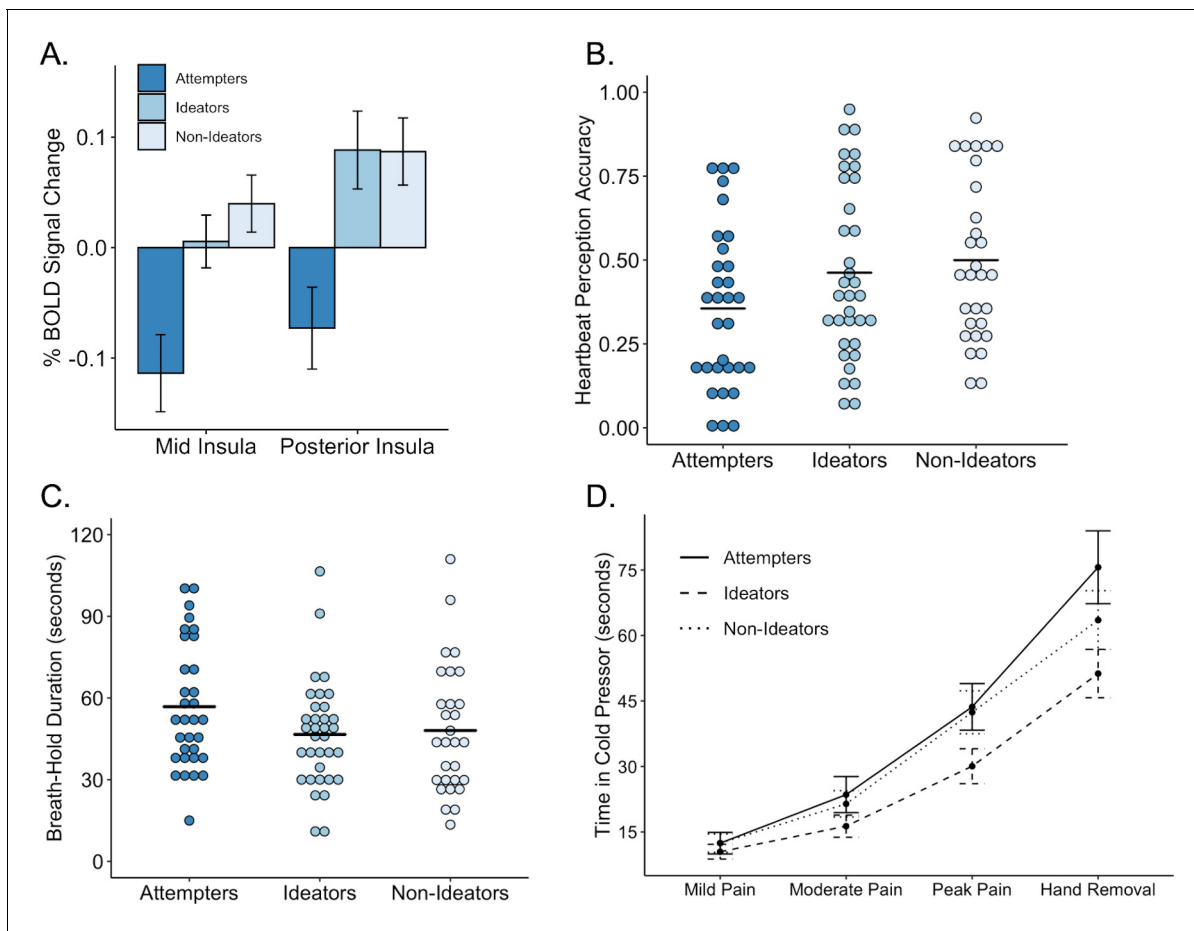 A.
Attempters
Ideators
Non-Ideators
% BOLD Signal Change
0.1
0.0
-0.1
Mid Insula
Posterior Insula
B.
Heartbeat Perception Accuracy
1.00
0.75
0.50
0.25
0.00
Attempters
Ideators
Non-Ideators
C.
Breath-Hold Duration (seconds)
120
90
60
30
0
Attempters
Ideators
Non-Ideators
D.
Attempters
Ideators
Non-Ideators
Time in Cold Pressor (seconds)
75
60
45
30
15
Mild Pain
Moderate Pain
Peak Pain
Hand Removal